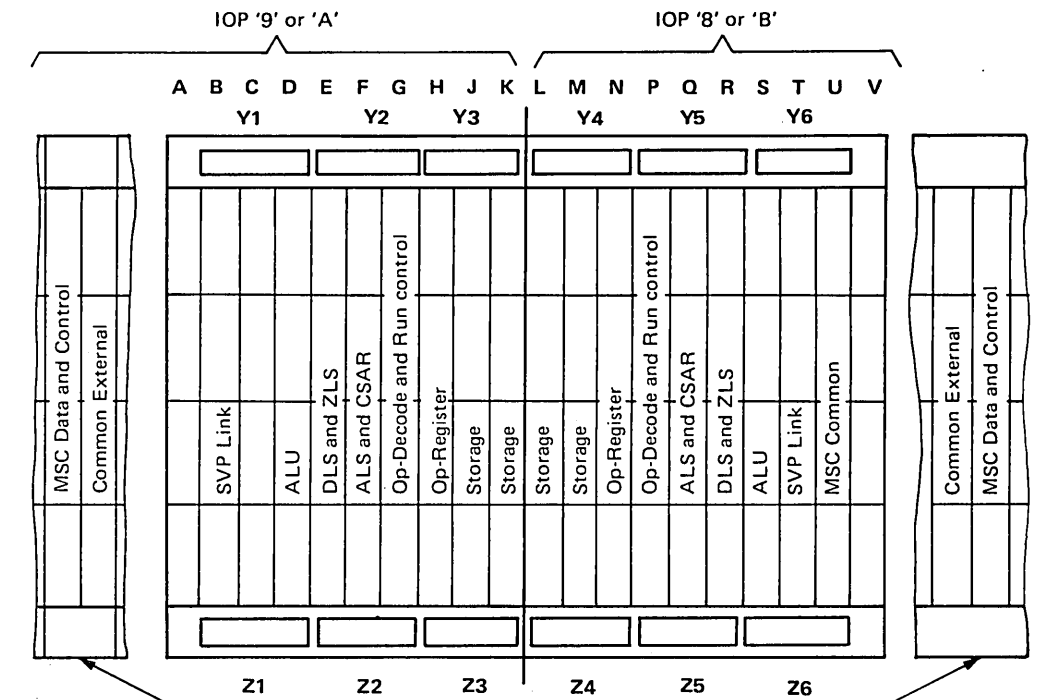 IOP '9' or 'A' IOP '8' or 'B'
A B C D E F G H J K L M N P Q R S T U V
Y1 Y2 Y3 Y4 Y5 Y6
MSC Data and Control
Common External
SVP Link
ALU
DLS and ZLS
ALS and CSAR
Op-Decode and Run control
Op-Register
Storage
Storage
Storage
Storage
Op-Register
Op-Decode and Run control
ALS and CSAR
DLS and ZLS
ALU
SVP Link
MSC Common
Common External
MSC Data and Control
Z1 Z2 Z3 Z4 Z5 Z6